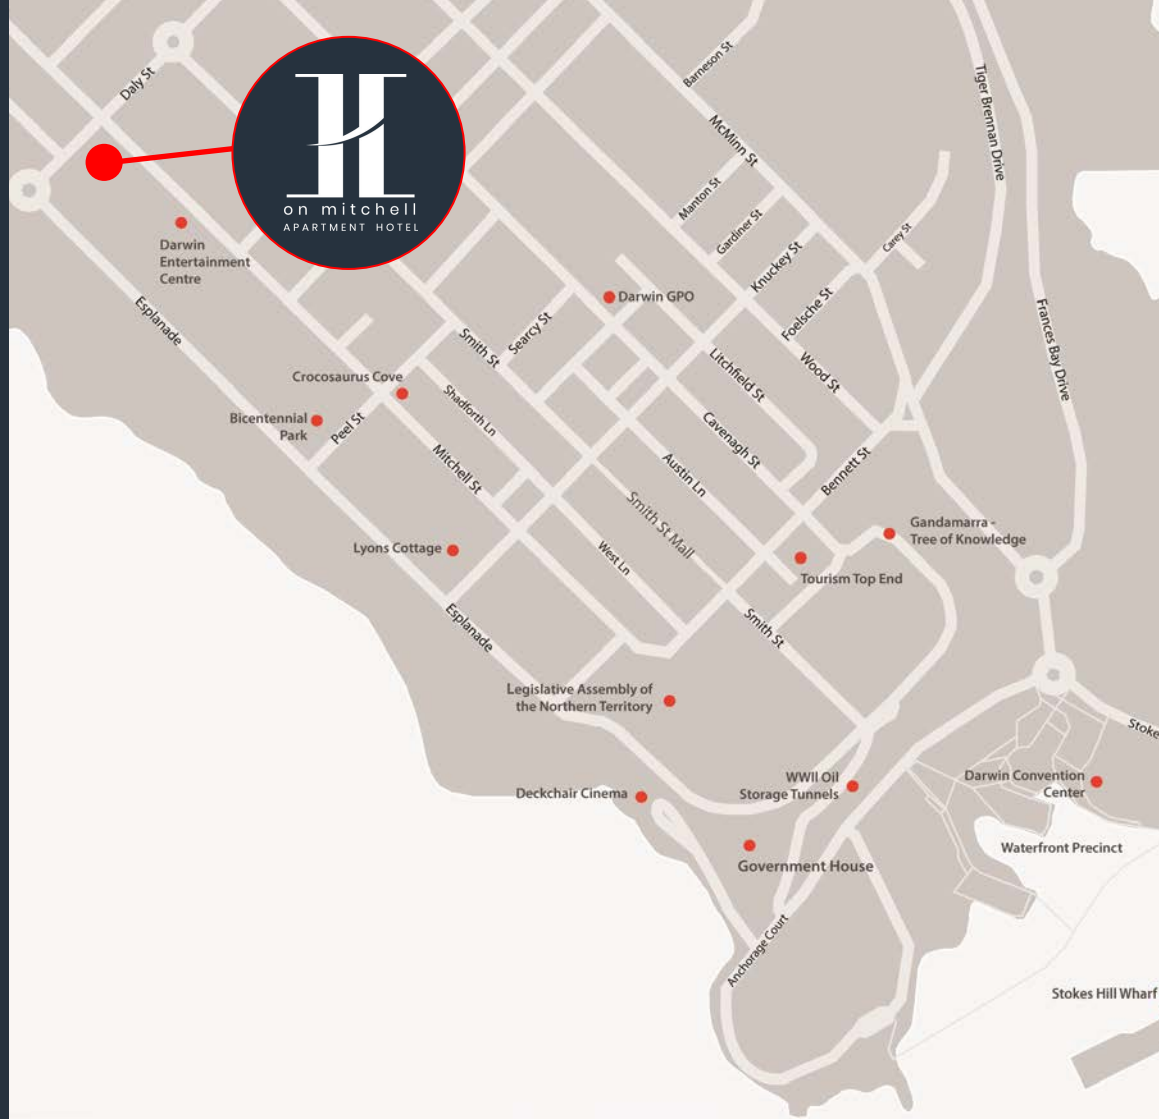 Daly St
Barneson St
Tiger Brennan Drive
McMinn St
on mitchell
APARTMENT HOTEL
Manton St
Gardiner St
Carey St
Darwin
Entertainment
Centre
Knuckey St
Esplanade
Darwin GPO
Foelsche St
Frances Bay Drive
Searcy St
Smith St
Litchfield St
Wood St
Crocosaurus Cove
Shadforth Ln
Bicentennial
Park
Peel St
Cavenagh St
Mitchell St
Austin Ln
Bennett St
Smith St Mall
Gandamarra -
Tree of Knowledge
Lyons Cottage
West Ln
Tourism Top End
Esplanade
Smith St
Legislative Assembly of
the Northern Territory
Stoke
WWII Oil
Storage Tunnels
Darwin Convention
Center
Deckchair Cinema
Waterfront Precinct
Government House
Anchorage Court
Stokes Hill Wharf